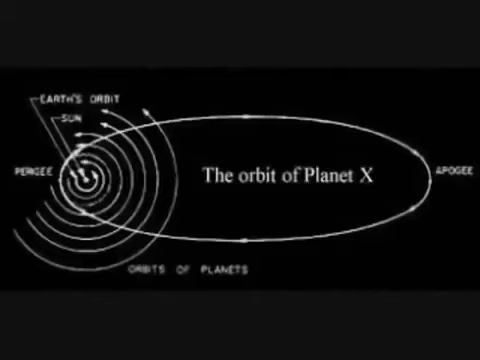 EARTH'S ORBIT
SUN
PERIGEE
The orbit of Planet X
APOGEE
ORBITS OF PLANETS